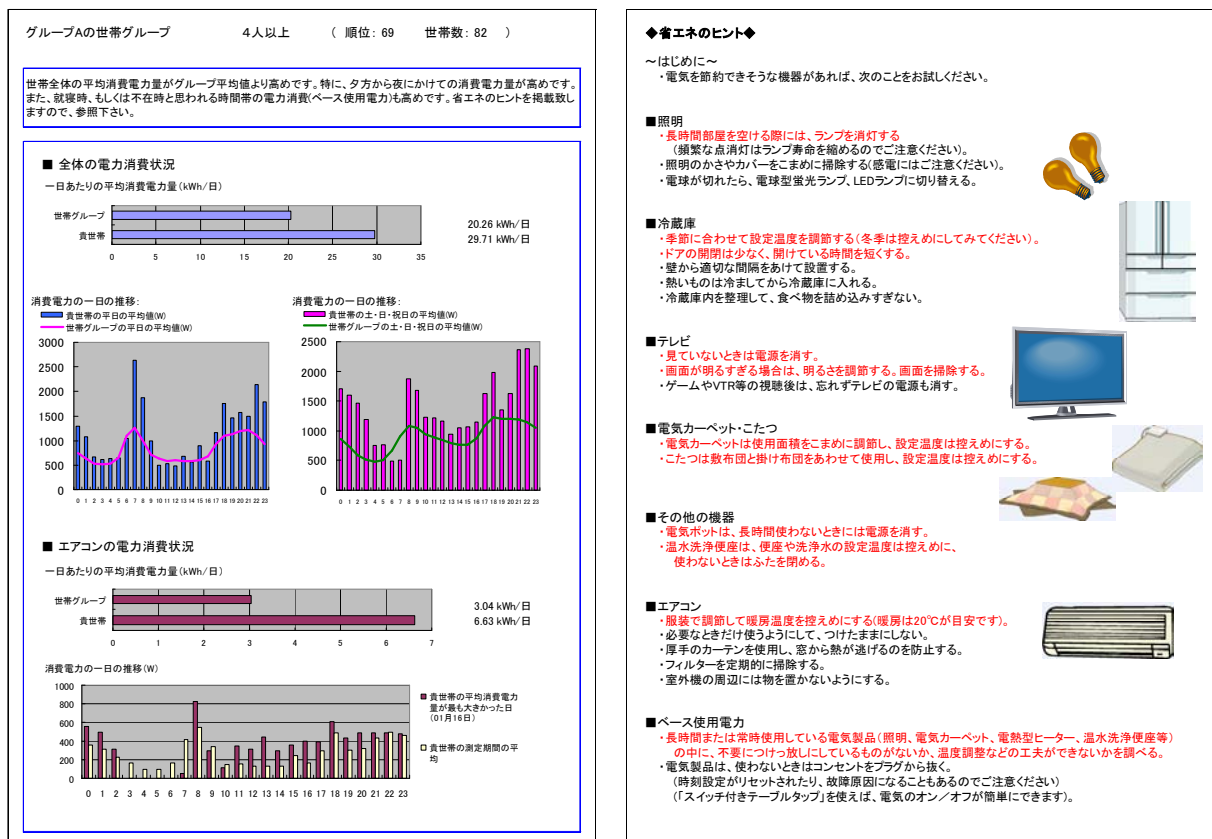 グループAの世帯グループ　4人以上　( 順位: 69　世帯数: 82 )
世帯全体の平均消費電力量がグループ平均値より高めです。特に、夕方から夜にかけての消費電力量が高めです。
また、就寝時、もしくは不在時と思われる時間帯の電力消費(ベース使用電力)も高めです。省エネのヒントを掲載致し
ますので、参照下さい。
■ 全体の電力消費状況
一日あたりの平均消費電力量(kWh/日)
世帯グループ
貴世帯
20.26 kWh/日
29.71 kWh/日
0 5 10 15 20 25 30 35
消費電力の一日の推移:
貴世帯の平日の平均値(W)
世帯グループの平日の平均値(W)
3000
2500
2000
1500
1000
500
0
0 1 2 3 4 5 6 7 8 9 10 11 12 13 14 15 16 17 18 19 20 21 22 23
消費電力の一日の推移:
貴世帯の土・日・祝日の平均値(W)
世帯グループの土・日・祝日の平均値(W)
2500
2000
1500
1000
500
0
0 1 2 3 4 5 6 7 8 9 10 11 12 13 14 15 16 17 18 19 20 21 22 23
■ エアコンの電力消費状況
一日あたりの平均消費電力量(kWh/日)
世帯グループ
貴世帯
3.04 kWh/日
6.63 kWh/日
0 1 2 3 4 5 6 7
消費電力の一日の推移(W)
1000
800
600
400
200
0
0 1 2 3 4 5 6 7 8 9 10 11 12 13 14 15 16 17 18 19 20 21 22 23
貴世帯の平均消費電力
量が最も大きかった日
(01月16日)
貴世帯の測定期間の平
均
◆省エネのヒント◆
～はじめに～
・電気を節約できそうな機器があれば、次のことをお試しください。
■照明
・長時間部屋を空ける際には、ランプを消灯する
(頻繁な点消灯はランプ寿命を縮めるのでご注意ください)。
・照明のかさやカバーをこまめに掃除する(感電にはご注意ください)。
・電球が切れたら、電球型蛍光ランプ、LEDランプに切り替える。
■冷蔵庫
・季節に合わせて設定温度を調節する(冬季は控えめにしてみてください)。
・ドアの開閉は少なく、開けている時間を短くする。
・壁から適切な間隔をあけて設置する。
・熱いものは冷ましてから冷蔵庫に入れる。
・冷蔵庫内を整理して、食べ物を詰め込みすぎない。
■テレビ
・見ていないときは電源を消す。
・画面が明るすぎる場合は、明るさを調節する。画面を掃除する。
・ゲームやVTR等の視聴後は、忘れずテレビの電源も消す。
■電気カーペット・こたつ
・電気カーペットは使用面積をこまめに調節し、設定温度は控えめにする。
・こたつは敷布団と掛け布団をあわせて使用し、設定温度は控えめにする。
■その他の機器
・電気ポットは、長時間使わないときには電源を消す。
・温水洗浄便座は、便座や洗浄水の設定温度は控えめに、
使わないときはふたを閉める。
■エアコン
・服装で調節して暖房温度を控えめにする(暖房は20℃が目安です)。
・必要なときだけ使うようにして、つけたままにしない。
・厚手のカーテンを使用し、窓から熱が逃げるのを防止する。
・フィルターを定期的に掃除する。
・室外機の周辺には物を置かないようにする。
■ベース使用電力
・長時間または常時使用している電気製品(照明、電気カーペット、電熱型ヒーター、温水洗浄便座等)
の中に、不要につけっ放しにしているものがないか、温度調整などの工夫ができないかを調べる。
・電気製品は、使わないときはコンセントをプラグから抜く。
(時刻設定がリセットされたり、故障原因になることもあるのでご注意ください)
(「スイッチ付きテーブルタップ」を使えば、電気のオン／オフが簡単にできます)。